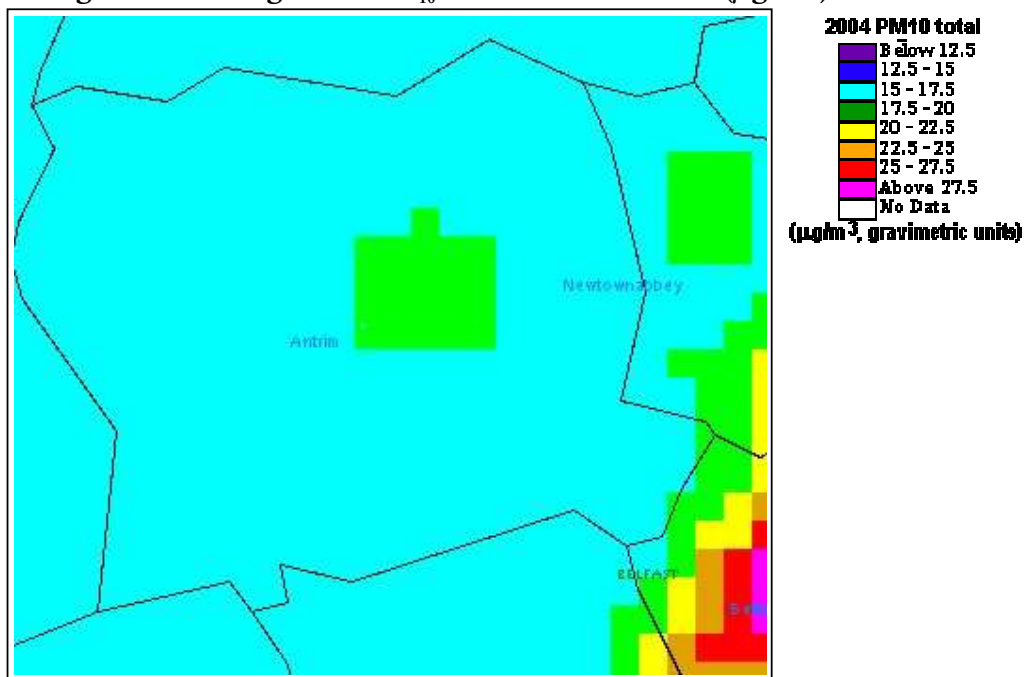 2004 PM10 total
Below 12.5
12.5 - 15
15 - 17.5
17.5 - 20
20 - 22.5
22.5 - 25
25 - 27.5
Above 27.5
No Data
(µg/m3, gravimetric units)
Newtownabbey
Antrim
BELFAST